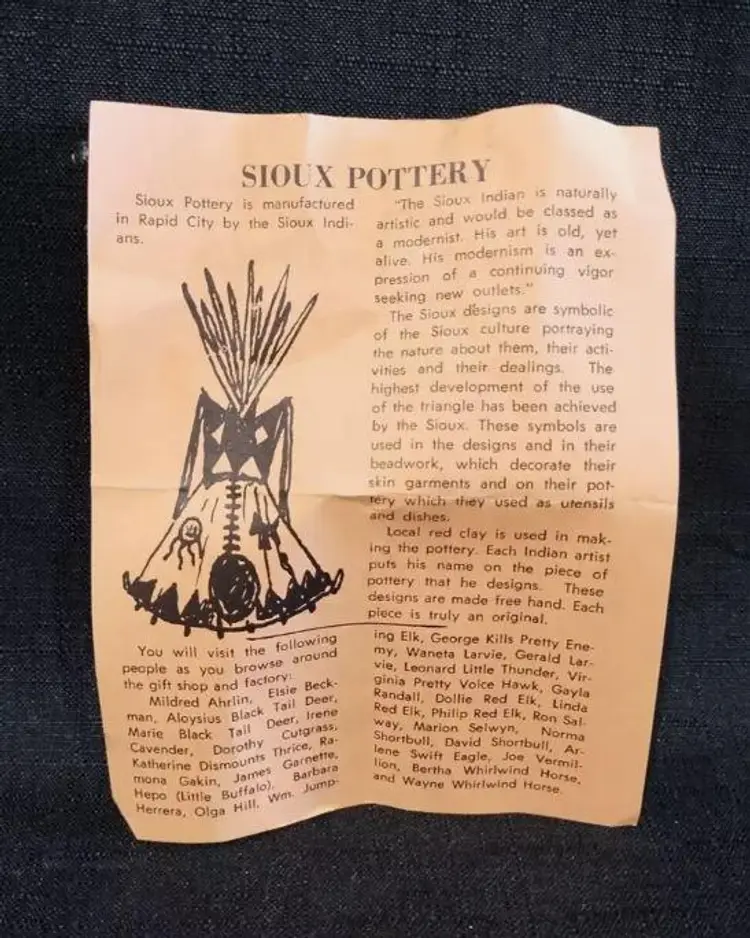 SIOUX POTTERY
Sioux Pottery is manufactured
in Rapid City by the Sioux Indi-
ans.
"The Sioux Indian is naturally
artistic and would be classed as
a modernist. His art is old, yet
alive. His modernism is an ex-
pression of a continuing vigor
seeking new outlets."
The Sioux designs are symbolic
of the Sioux culture portraying
the nature about them, their acti-
vities and their dealings. The
highest development of the use
of the triangle has been achieved
by the Sioux. These symbols are
used in the designs and in their
beadwork, which decorate their
skin garments and on their pot-
tery which they used as utensils
and dishes.
Local red clay is used in mak-
ing the pottery. Each Indian artist
puts his name on the piece of
pottery that he designs. These
designs are made free hand. Each
piece is truly an original.
You will visit the following
people as you browse around
the gift shop and factory:
Mildred Ahrlin, Elsie Beck-
man, Aloysius Black Tail Deer,
Marie Black Tail Deer, Irene
Cavender, Dorothy Cutgrass,
Katherine Dismounts Thrice, Ra-
mona Gakin, James Garnette,
Hepo (Little Buffalo), Barbara
Herrera, Olga Hill, Wm. Jump-
ing Elk, George Kills Pretty Ene-
my, Waneta Larvie, Gerald Lar-
vie, Leonard Little Thunder, Vir-
ginia Pretty Voice Hawk, Gayla
Randall, Dollie Red Elk, Linda
Red Elk, Philip Red Elk, Ron Sal-
way, Marion Selwyn, Norma
Shortbull, David Shortbull, Ar-
lene Swift Eagle, Joe Vermil-
lion, Bertha Whirlwind Horse,
and Wayne Whirlwind Horse.